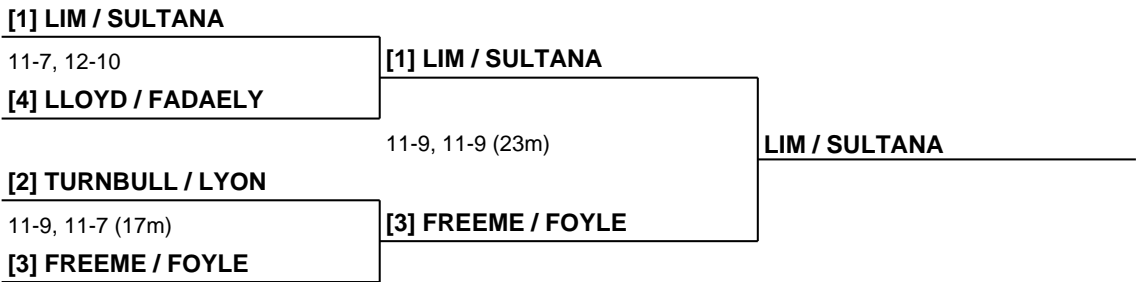 [1] LIM / SULTANA
11-7, 12-10
[1] LIM / SULTANA
[4] LLOYD / FADAELY
11-9, 11-9 (23m)
LIM / SULTANA
[2] TURNBULL / LYON
11-9, 11-7 (17m)
[3] FREEME / FOYLE
[3] FREEME / FOYLE